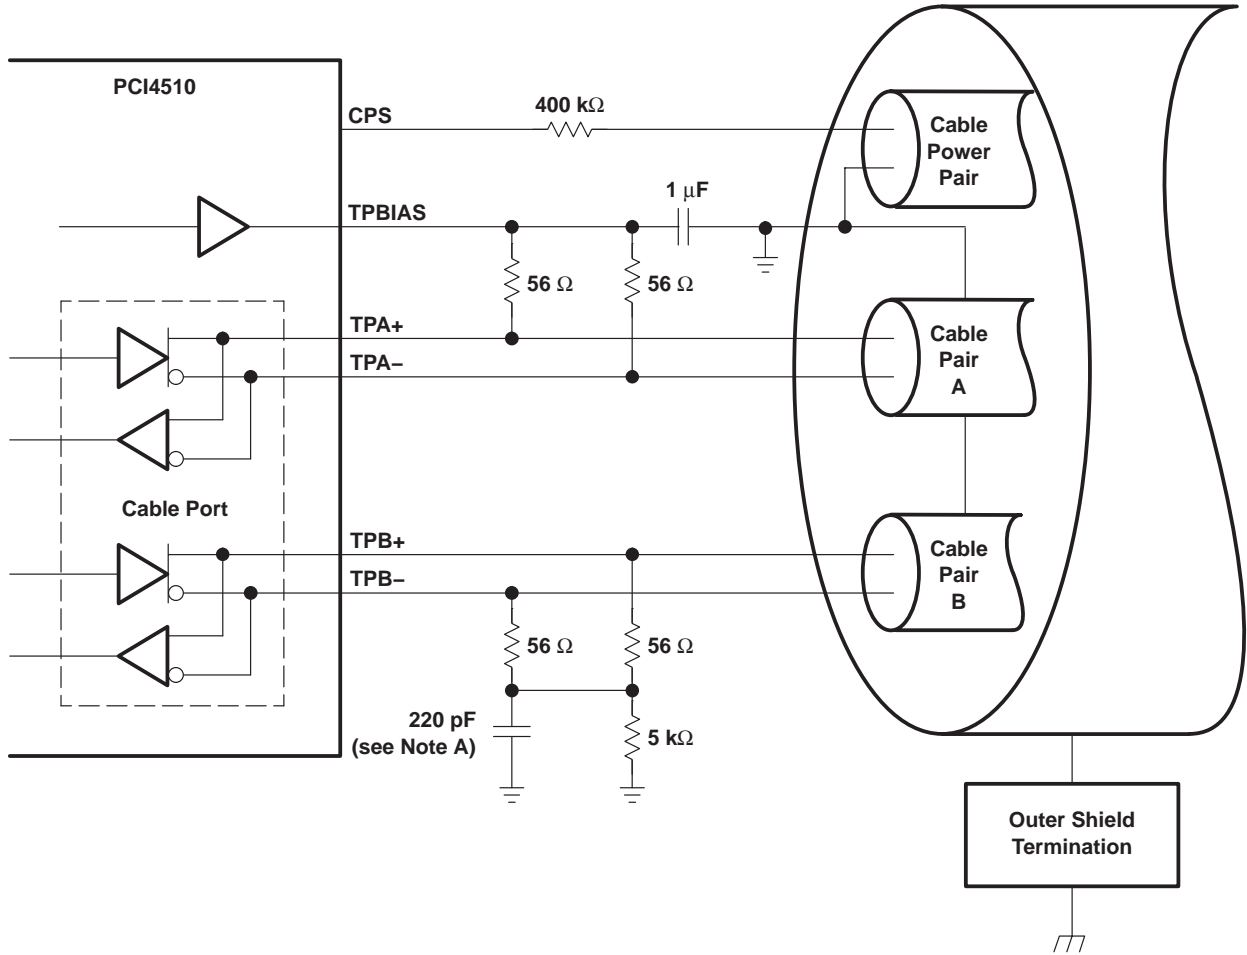 PCI4510
CPS
400 kΩ
Cable
Power
Pair
TPBIAS
1 μF
56 Ω
56 Ω
TPA+
TPA–
Cable
Pair
A
Cable Port
TPB+
TPB–
Cable
Pair
B
56 Ω
56 Ω
220 pF
(see Note A)
5 kΩ
Outer Shield
Termination